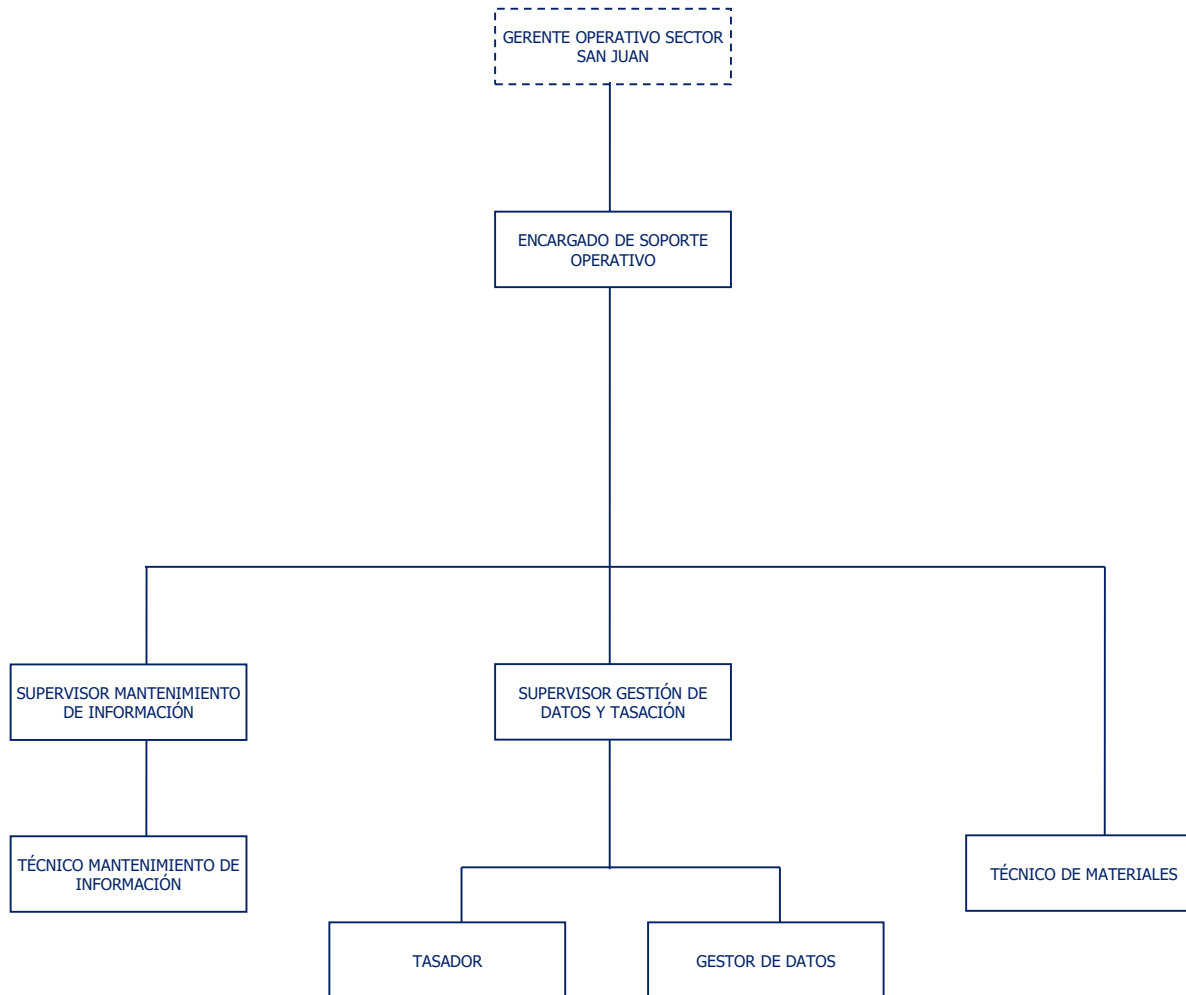 GERENTE OPERATIVO SECTOR
SAN JUAN
ENCARGADO DE SOPORTE
OPERATIVO
SUPERVISOR MANTENIMIENTO
DE INFORMACIÓN
SUPERVISOR GESTIÓN DE
DATOS Y TASACIÓN
TÉCNICO MANTENIMIENTO DE
INFORMACIÓN
TÉCNICO DE MATERIALES
TASADOR
GESTOR DE DATOS